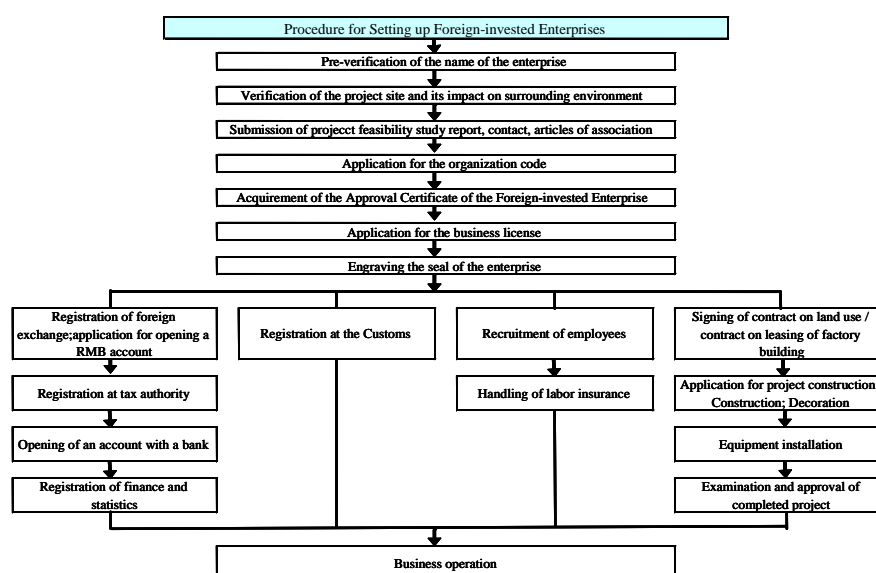 Procedure for Setting up Foreign-invested Enterprises
Pre-verification of the name of the enterprise
Verification of the project site and its impact on surrounding environment
Submission of projecct feasibility study report, contact, articles of association
Application for the organization code
Acquirement of the Approval Certificate of the Foreign-invested Enterprise
Application for the business license
Engraving the seal of the enterprise
Registration of foreign
exchange;application for opening a
RMB account
Registration at tax authority
Opening of an account with a bank
Registration of finance and
statistics
Registration at the Customs
Recruitment of employees
Handling of labor insurance
Signing of contract on land use /
contract on leasing of factory
building
Application for project construction
Construction; Decoration
Equipment installation
Examination and approval of
completed project
Business operation